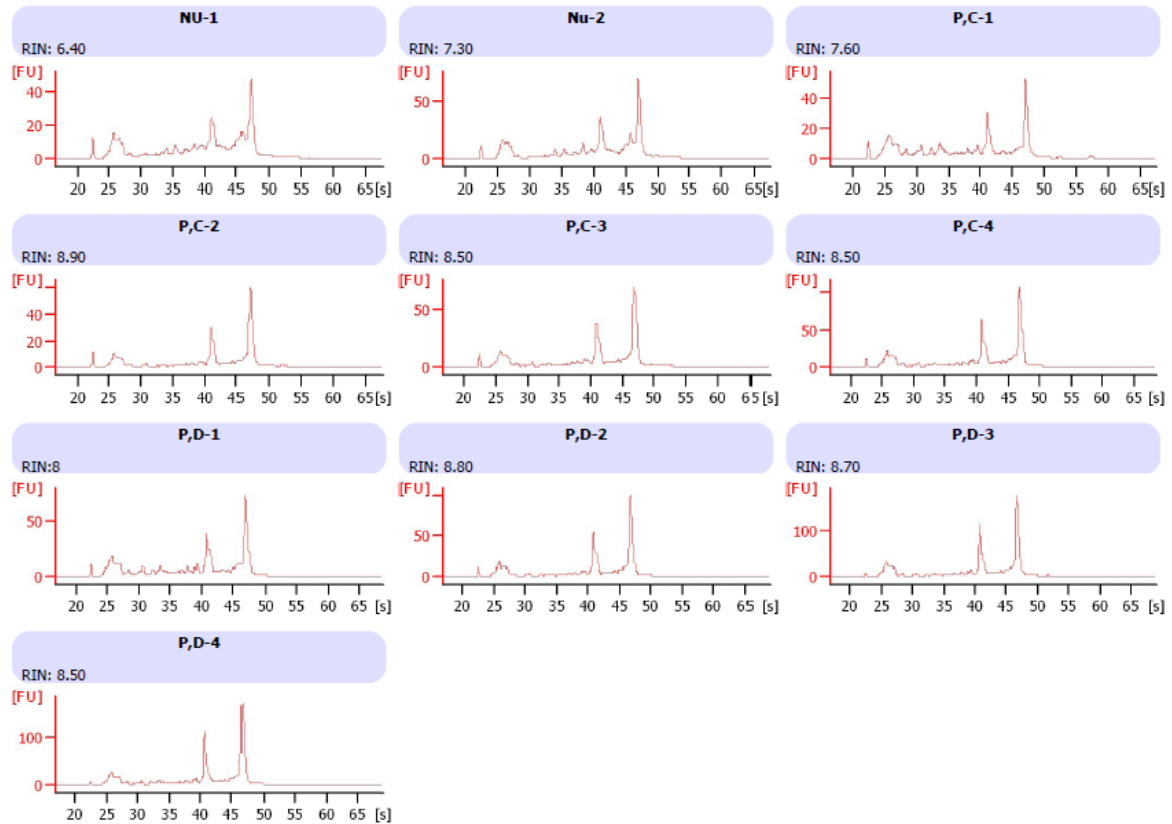 NU-1
RIN: 6.40
[FU]
40
20
0
20 25 30 35 40 45 50 55 60 65[s]
Nu-2
RIN: 7.30
[FU]
50
0
20 25 30 35 40 45 50 55 60 65[s]
P,C-1
RIN: 7.60
[FU]
40
20
0
20 25 30 35 40 45 50 55 60 65[s]
P,C-2
RIN: 8.90
[FU]
40
20
0
20 25 30 35 40 45 50 55 60 65 [s]
P,C-3
RIN: 8.50
[FU]
50
0
20 25 30 35 40 45 50 55 60 65 [s]
P,C-4
RIN: 8.50
[FU]
50
0
20 25 30 35 40 45 50 55 60 65 [s]
P,D-1
RIN:8
[FU]
50
0
20 25 30 35 40 45 50 55 60 65 [s]
P,D-2
RIN: 8.80
[FU]
50
0
20 25 30 35 40 45 50 55 60 65 [s]
P,D-3
RIN: 8.70
[FU]
100
0
20 25 30 35 40 45 50 55 60 65 [s]
P,D-4
RIN: 8.50
[FU]
100
0
20 25 30 35 40 45 50 55 60 65 [s]